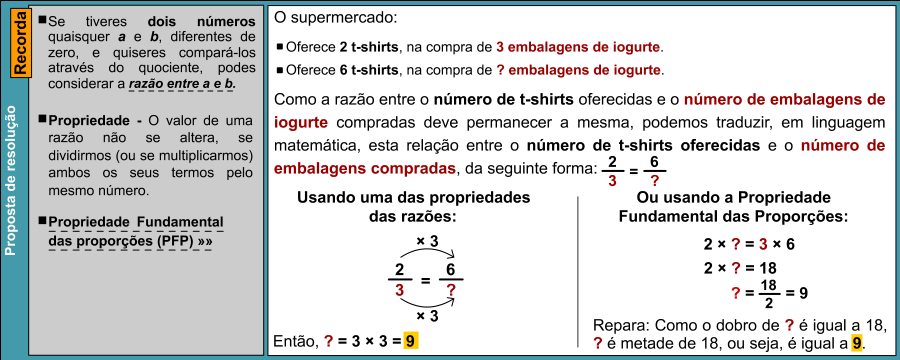 Proposta de resolução
Recorda
■Se tiveres dois números
quaisquer a e b, diferentes de
zero, e quiseres compará-los
através do quociente, podes
considerar a razão entre a e b.
■Propriedade - O valor de uma
razão não se altera, se
dividirmos (ou se multiplicarmos)
ambos os seus termos pelo
mesmo número.
■Propriedade Fundamental
das proporções (PFP) »»
O supermercado:
■ Oferece 2 t-shirts, na compra de 3 embalagens de iogurte.
■ Oferece 6 t-shirts, na compra de ? embalagens de iogurte.
Como a razão entre o número de t-shirts oferecidas e o número de embalagens de
iogurte compradas deve permanecer a mesma, podemos traduzir, em linguagem
matemática, esta relação entre o número de t-shirts oferecidas e o número de
embalagens compradas, da seguinte forma: 2/3 = 6/?
Usando uma das propriedades
das razões:
× 3
2/3 = 6/?
× 3
Então, ? = 3 × 3 = 9
Ou usando a Propriedade
Fundamental das Proporções:
2 × ? = 3 × 6
2 × ? = 18
? = 18/2 = 9
Repara: Como o dobro de ? é igual a 18,
? é metade de 18, ou seja, é igual a 9.